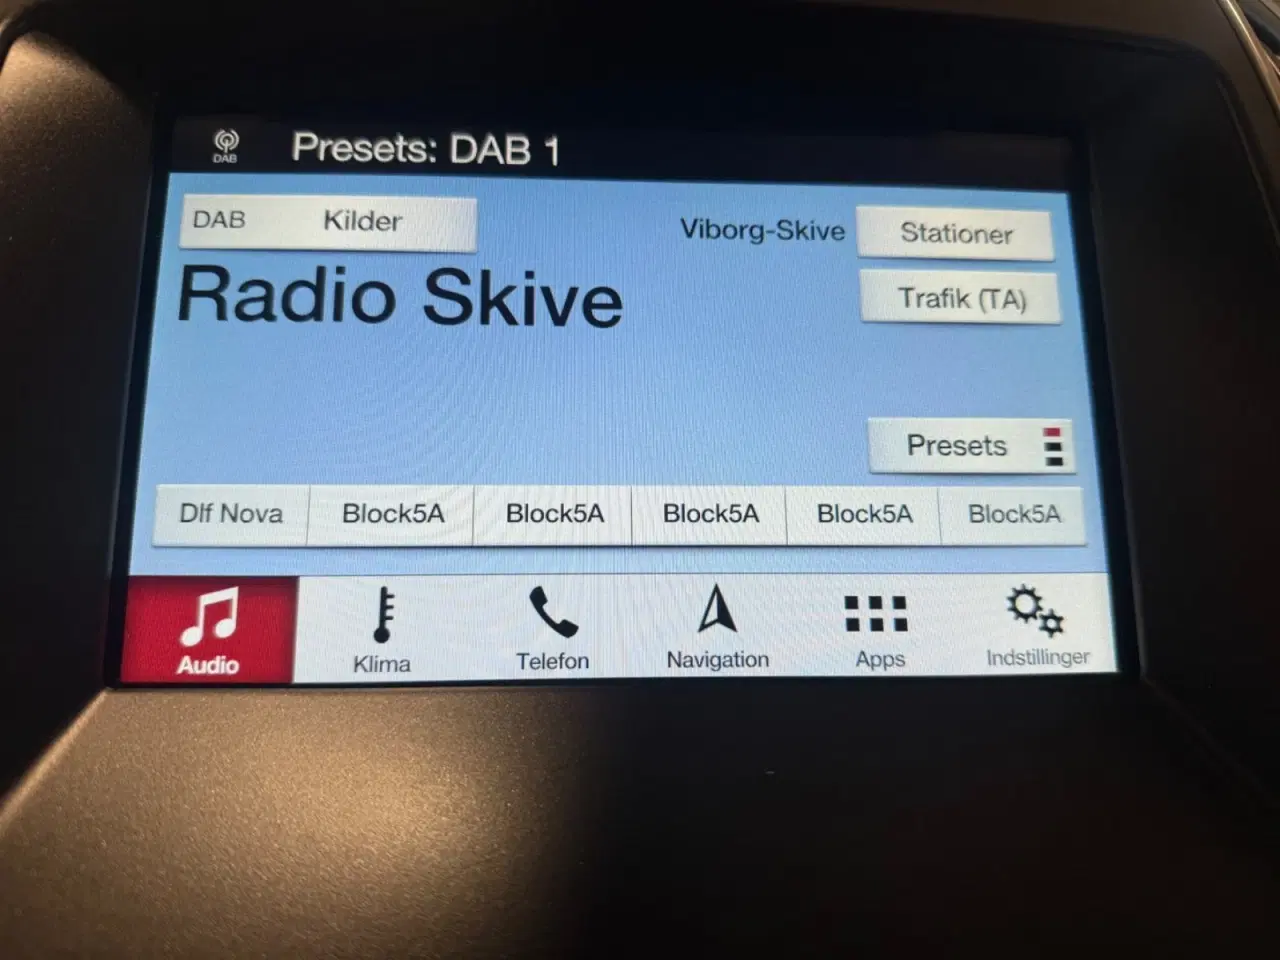 DAB
Presets: DAB 1
DAB Kilder
Viborg-Skive
Stationer
Radio Skive
Trafik (TA)
Presets
Dlf Nova
Block5A
Block5A
Block5A
Block5A
Block5A
Audio
Klima
Telefon
Navigation
Apps
Indstillinger